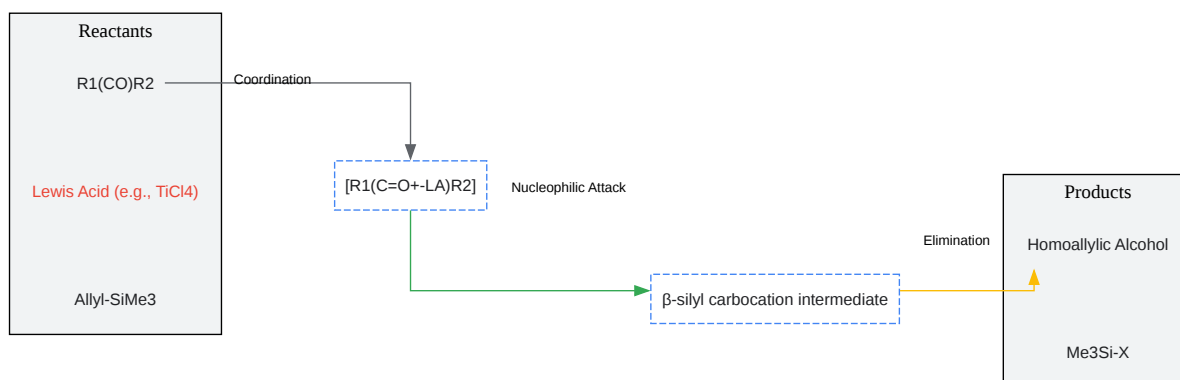 Reactants
R1(CO)R2
Coordination
Lewis Acid (e.g., TiCl4)
Allyl-SiMe3
[R1(C=O+-LA)R2]
Nucleophilic Attack
β-silyl carbocation intermediate
Elimination
Products
Homoallylic Alcohol
Me3Si-X